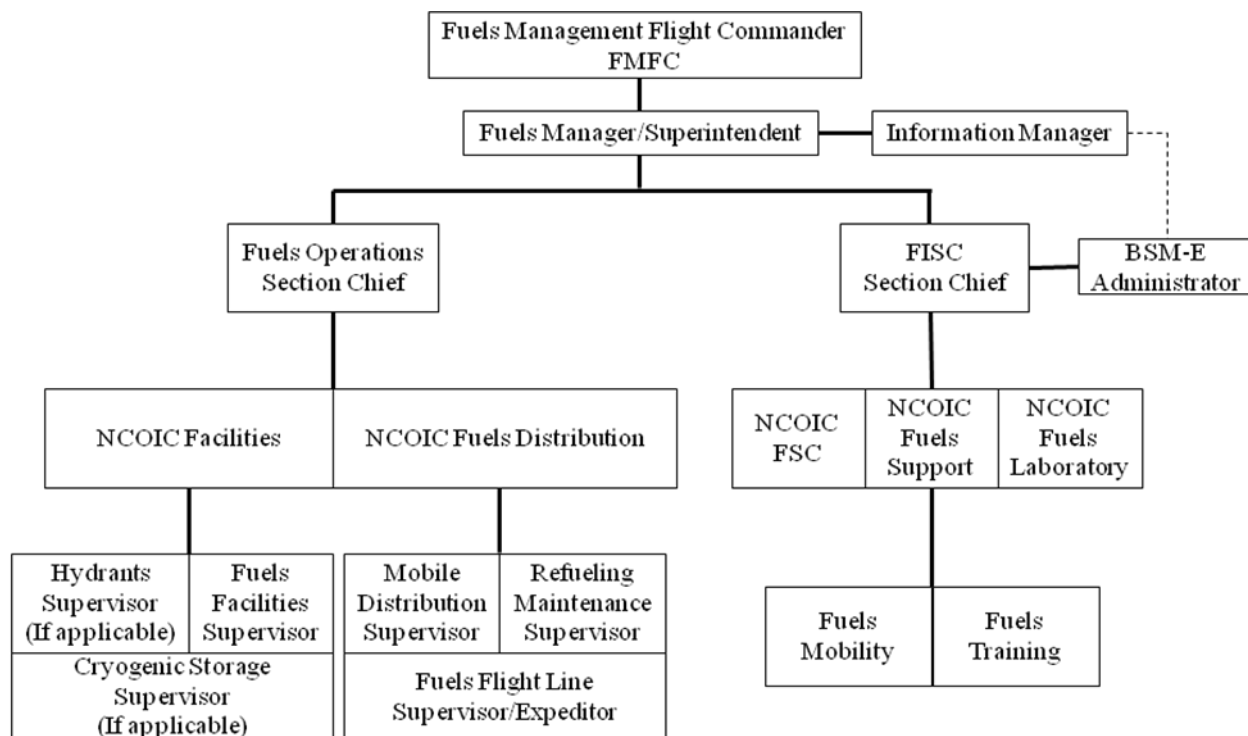 Fuels Management Flight Commander
FMFC
Fuels Manager/Superintendent
Information Manager
Fuels Operations
Section Chief
FISC
Section Chief
BSM-E
Administrator
NCOIC Facilities
NCOIC Fuels Distribution
NCOIC
FSC
NCOIC
Fuels
Support
NCOIC
Fuels
Laboratory
Hydrants
Supervisor
(If applicable)
Fuels
Facilities
Supervisor
Mobile
Distribution
Supervisor
Refueling
Maintenance
Supervisor
Cryogenic Storage
Supervisor
(If applicable)
Fuels Flight Line
Supervisor/Expeditor
Fuels
Mobility
Fuels
Training